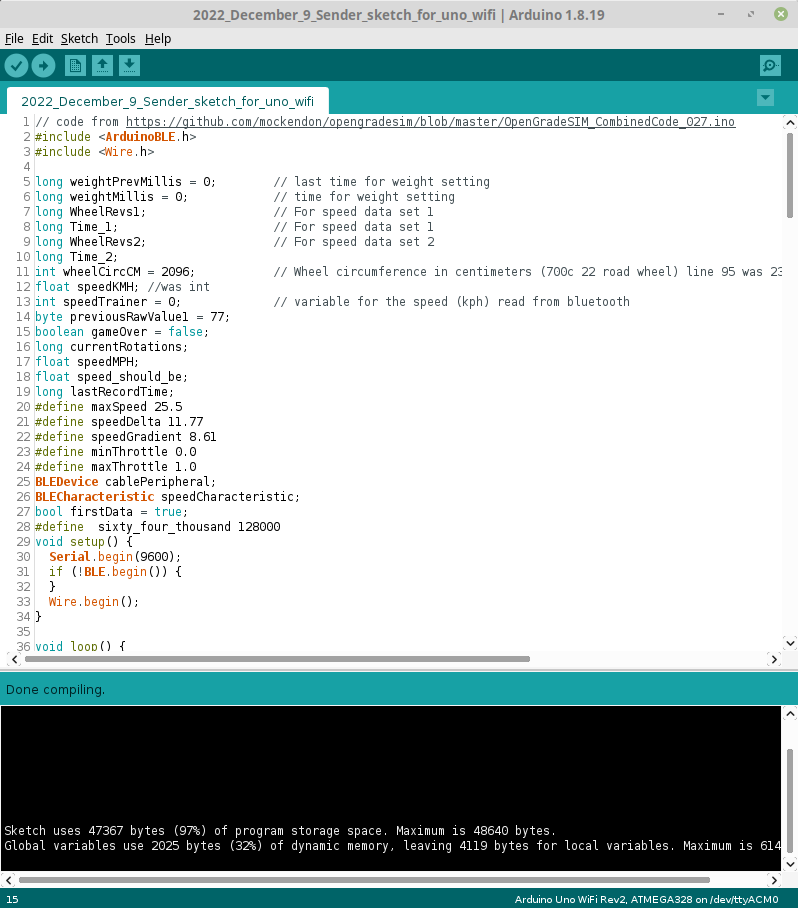 2022_December_9_Sender_sketch_for_uno_wifi | Arduino 1.8.19
File Edit Sketch Tools Help
2022_December_9_Sender_sketch_for_uno_wifi
1 // code from https://github.com/mockendon/opengradesim/blob/master/OpenGradeSIM_CombinedCode_027.ino
2 #include <ArduinoBLE.h>
3 #include <Wire.h>
4
5 long weightPrevMillis = 0;        // last time for weight setting
6 long weightMillis = 0;            // time for weight setting
7 long WheelRevs1;                  // For speed data set 1
8 long Time_1;                      // For speed data set 1
9 long WheelRevs2;                  // For speed data set 2
10 long Time_2;
11 int wheelCircCM = 2096;           // Wheel circumference in centimeters (700c 22 road wheel) line 95 was 23
12 float speedKMH; //was int
13 int speedTrainer = 0;             // variable for the speed (kph) read from bluetooth
14 byte previousRawValue1 = 77;
15 boolean gameOver = false;
16 long currentRotations;
17 float speedMPH;
18 float speed_should_be;
19 long lastRecordTime;
20 #define maxSpeed 25.5
21 #define speedDelta 11.77
22 #define speedGradient 8.61
23 #define minThrottle 0.0
24 #define maxThrottle 1.0
25 BLEDevice cablePeripheral;
26 BLECharacteristic speedCharacteristic;
27 bool firstData = true;
28 #define  sixty_four_thousand 128000
29 void setup() {
30   Serial.begin(9600);
31   if (!BLE.begin()) {
32   }
33   Wire.begin();
34 }
35
36 void loop() {
Done compiling.
Sketch uses 47367 bytes (97%) of program storage space. Maximum is 48640 bytes.
Global variables use 2025 bytes (32%) of dynamic memory, leaving 4119 bytes for local variables. Maximum is 614
15 Arduino Uno WiFi Rev2, ATMEGA328 on /dev/ttyACM0